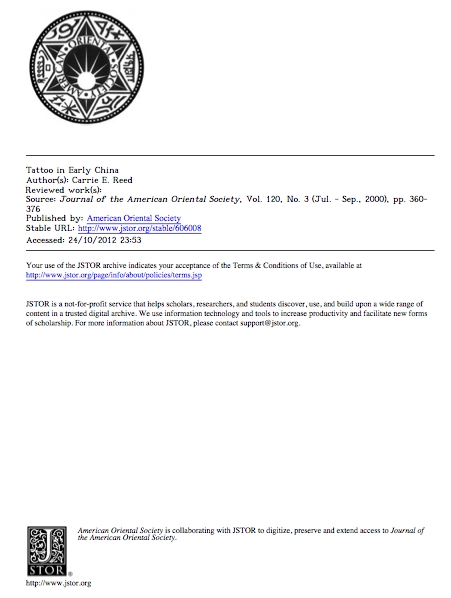 AMERICAN ORIENTAL SOCIETY
Tattoo in Early China
Author(s): Carrie E. Reed
Reviewed work(s):
Source: Journal of the American Oriental Society, Vol. 120, No. 3 (Jul. - Sep., 2000), pp. 360-
376
Published by: American Oriental Society
Stable URL: http://www.jstor.org/stable/606008
Accessed: 24/10/2012 23:53
Your use of the JSTOR archive indicates your acceptance of the Terms & Conditions of Use, available at
http://www.jstor.org/page/info/about/policies/terms.jsp
JSTOR is a not-for-profit service that helps scholars, researchers, and students discover, use, and build upon a wide range of
content in a trusted digital archive. We use information technology and tools to increase productivity and facilitate new forms
of scholarship. For more information about JSTOR, please contact support@jstor.org.
American Oriental Society is collaborating with JSTOR to digitize, preserve and extend access to Journal of
the American Oriental Society.
JSTOR
®
http://www.jstor.org